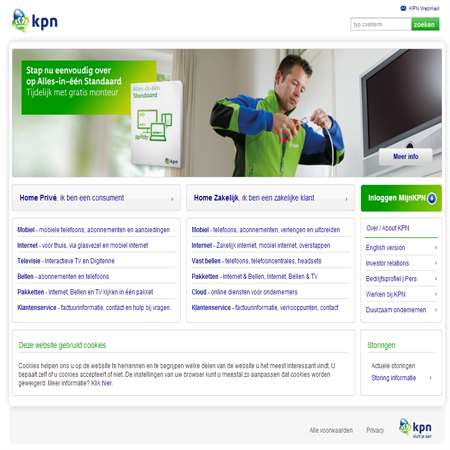 kpn
KPN Webmail
typ zoekterm
zoeken
Stap nu eenvoudig over
op Alles-in-één Standaard
Tijdelijk met gratis monteur
Alles-in-één
Standaard
kpn
Meer info
Home Privé, ik ben een consument
Mobiel - mobiele telefoons, abonnementen en aanbiedingen
Internet - voor thuis, via glasvezel en mobiel internet
Televisie - Interactieve TV en Digitenne
Bellen - abonnementen en telefoons
Pakketten - Internet, Bellen en TV kijken in één pakket
Klantenservice - factuurinformatie, contact en hulp bij vragen.
Home Zakelijk, ik ben een zakelijke klant
Mobiel - telefoons, abonnementen, verlengen en uitbreiden
Internet - Zakelijk internet, mobiel internet, overstappen
Vast bellen - telefoons, telefooncentrales, headsets
Pakketten - Internet & Bellen, Internet, Bellen & TV
Cloud - online diensten voor ondernemers
Klantenservice - factuurinformatie, verkooppunten, contact
Inloggen MijnKPN
Over / About KPN
English version
Investor relations
Bedrijfsprofiel | Pers
Werken bij KPN
Duurzaam ondernemen
Deze website gebruikt cookies
Cookies helpen ons u op de website te herkennen en te begrijpen welke delen van de website u het meest interessant vindt. U
bepaalt zelf of u cookies accepteert of niet. De instellingen van uw browser kunt u meestal zo aanpassen dat cookies worden
geweigerd. Meer informatie? Klik hier.
Storingen
Actuele storingen
Storing informatie
Alle voorwaarden
Privacy
kpn
sluit je aan